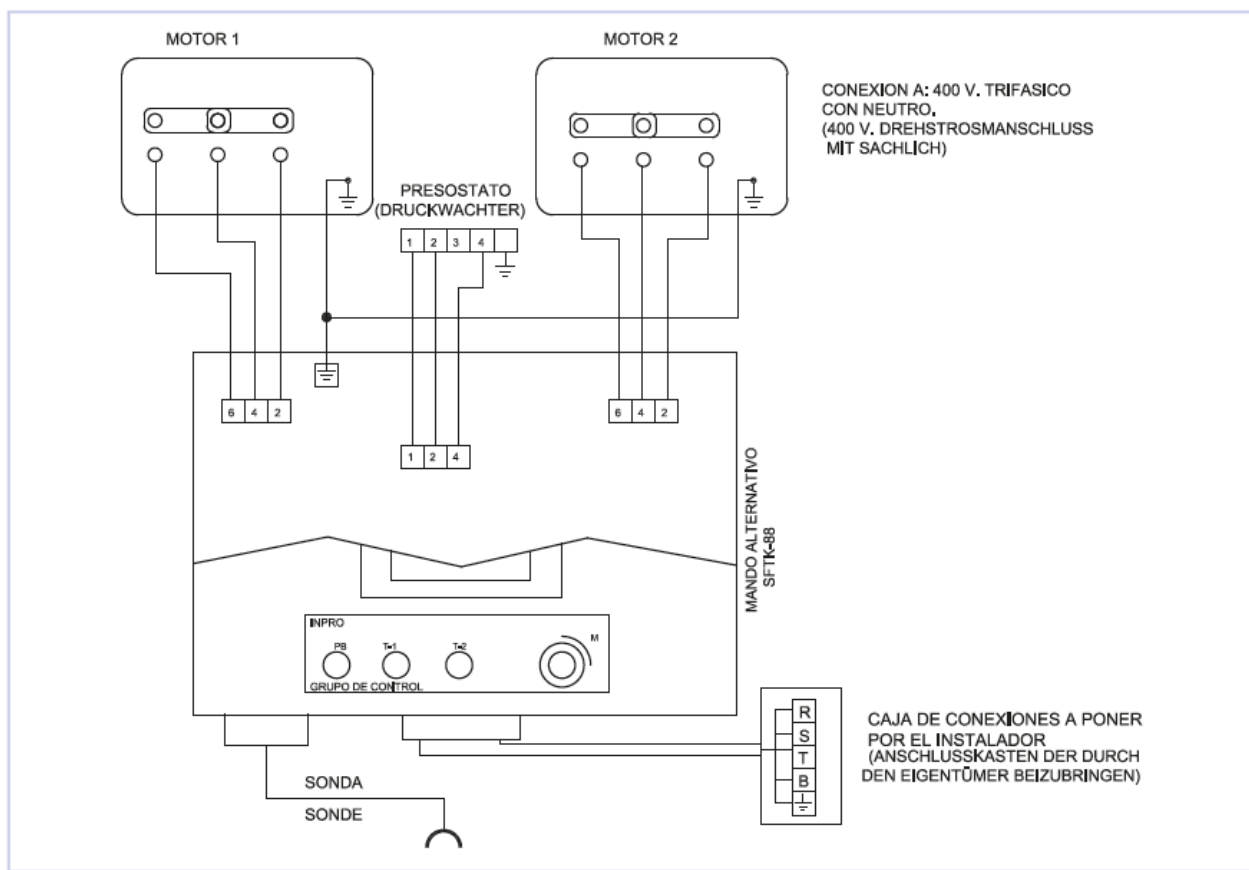 MOTOR 1
MOTOR 2
CONEXION A: 400 V. TRIFASICO
CON NEUTRO.
(400 V. DREHSTROSMANSCHLUSS
MIT SACHLICH)
PRESOSTATO
(DRUCKWACHTER)
1 2 3 4
6 4 2
6 4 2
1 2 4
MANDO ALTERNATIVO
SFTK-88
INPRO
M
PB T-1 T-2
GRUPO DE CONTROL
R
S
T
B
CAJA DE CONEXIONES A PONER
POR EL INSTALADOR
(ANSCHLUSSKASTEN DER DURCH
DEN EIGENTÜMER BEIZUBRINGEN)
SONDA
SONDE